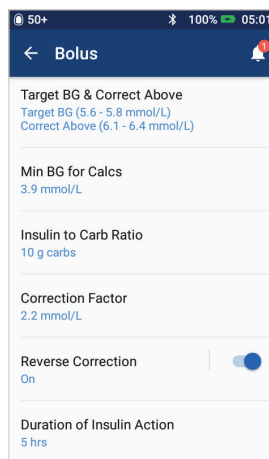 50+ 100% 05:01
Bolus
1
Target BG & Correct Above
Target BG (5.6 - 5.8 mmol/L)
Correct Above (6.1 - 6.4 mmol/L)
Min BG for Calcs
3.9 mmol/L
Insulin to Carb Ratio
10 g carbs
Correction Factor
2.2 mmol/L
Reverse Correction
On
Duration of Insulin Action
5 hrs